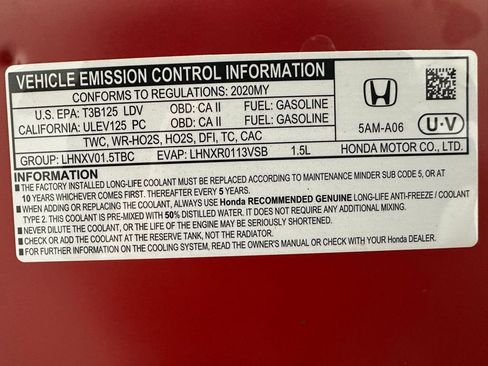 VEHICLE EMISSION CONTROL INFORMATION
CONFORMS TO REGULATIONS: 2020MY
U.S. EPA: T3B125 LDV OBD: CA II FUEL: GASOLINE
CALIFORNIA: ULEV125 PC OBD: CA II FUEL: GASOLINE
TWC, WR-HO2S, HO2S, DFI, TC, CAC
5AM-A06
U·V
GROUP: LHNXV01.5TBC EVAP: LHNXR0113VSB 1.5L HONDA MOTOR CO., LTD.
INFORMATION
■THE FACTORY INSTALLED LONG-LIFE COOLANT MUST BE REPLACED ACCORDING TO MAINTENANCE MINDER SUB CODE 5, OR AT
10 YEARS WHICHEVER COMES FIRST. THEREAFTER EVERY 5 YEARS.
■WHEN ADDING OR REPLACING THE COOLANT, ALWAYS USE Honda RECOMMENDED GENUINE LONG-LIFE ANTI-FREEZE / COOLANT
TYPE 2. THIS COOLANT IS PRE-MIXED WITH 50% DISTILLED WATER. IT DOES NOT REQUIRE ANY ADDITIONAL MIXING.
■NEVER DILUTE THE COOLANT, OR THE LIFE OF THE ENGINE MAY BE SUBSTANTIALLY SHORTENED.
■CHECK OR ADD AT THE RESERVE TANK, NOT THE RADIATOR.
■FOR FURTHER INFORMATION ON THE COOLING SYSTEM, READ THE OWNER'S MANUAL OR CHECK WITH YOUR Honda DEALER.